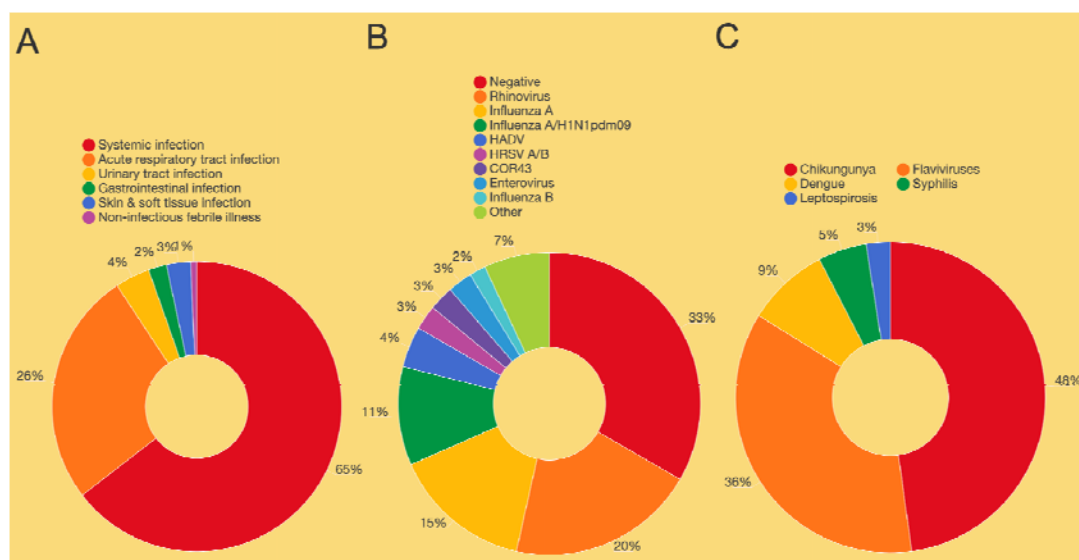 A
B
C
Systemic infection
Acute respiratory tract infection
Urinary tract infection
Gastrointestinal infection
Skin & soft tissue infection
Non-infectious febrile illness
4%
2%
3%
1%
26%
65%
Negative
Rhinovirus
Influenza A
Influenza A/H1N1pdm09
HADV
HRSV A/B
COR43
Enterovirus
Influenza B
Other
7%
2%
3%
3%
3%
4%
11%
15%
20%
33%
Chikungunya Flaviviruses
Dengue Syphilis
Leptospirosis
3%
5%
9%
36%
48%